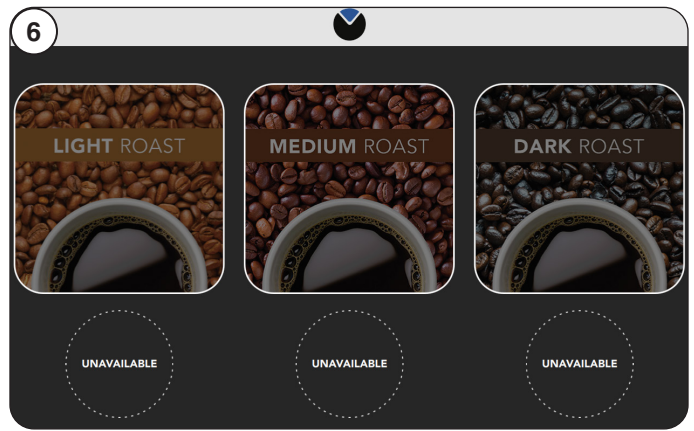 6
LIGHT ROAST
MEDIUM ROAST
DARK ROAST
UNAVAILABLE
UNAVAILABLE
UNAVAILABLE